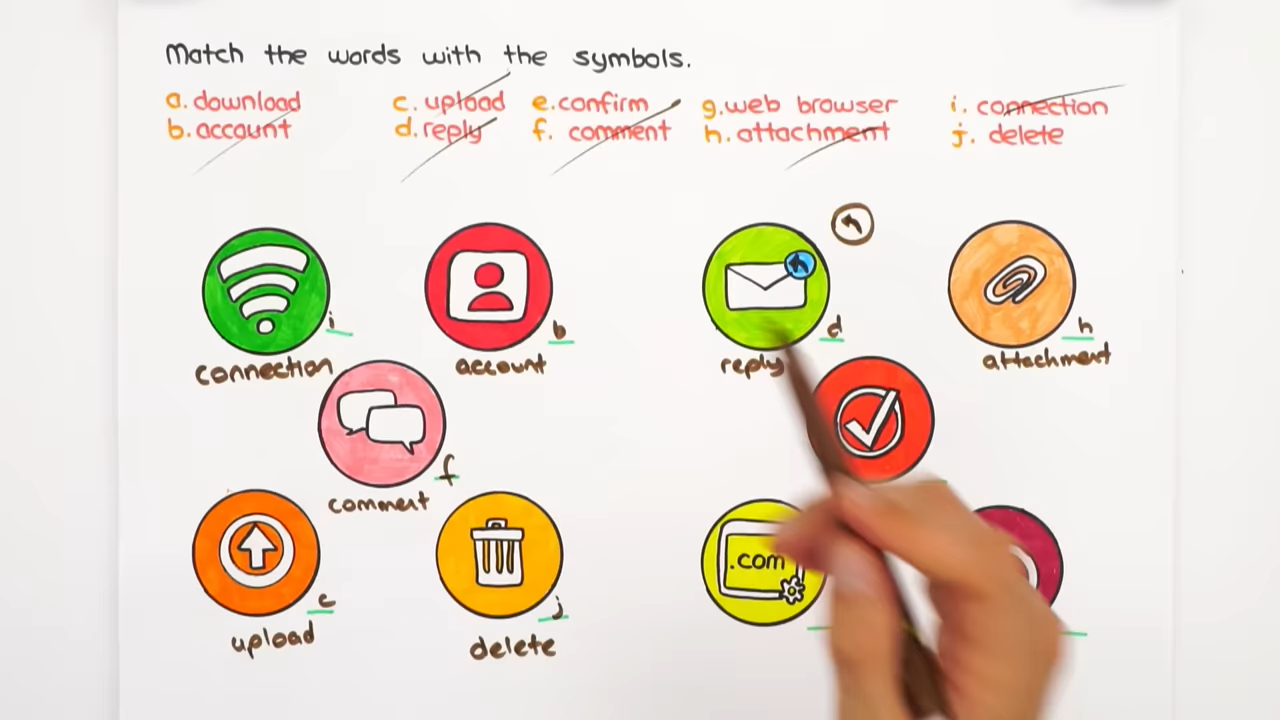 Match the words with the symbols.
a. download c. upload e. confirm g. web browser i. connection
b. account d. reply f. comment h. attachment j. delete
i b d h
connection account reply attachment
f
comment
.com
c j
upload delete